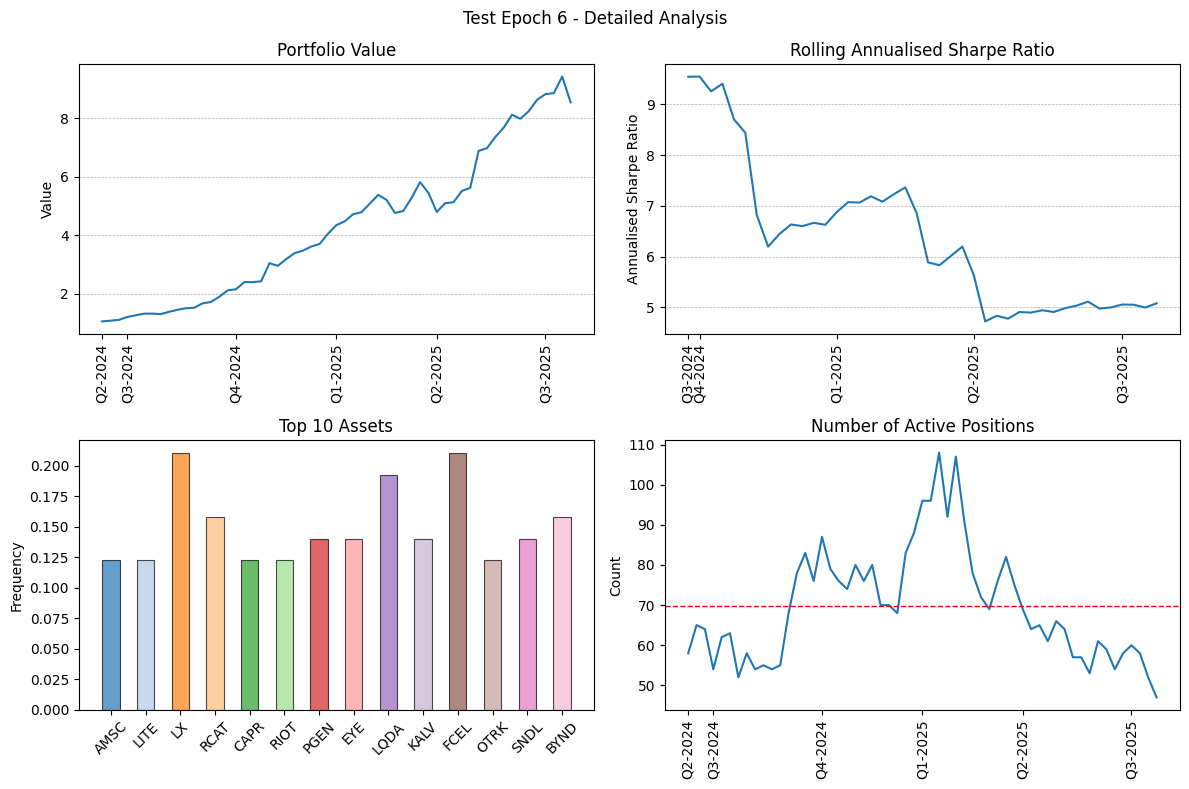 Test Epoch 6 - Detailed Analysis
Portfolio Value
Value
8
6
4
2
Q2-2024
Q3-2024
Q4-2024
Q1-2025
Q2-2025
Q3-2025
Rolling Annualised Sharpe Ratio
Annualised Sharpe Ratio
9
8
7
6
5
Q3-2024
Q4-2024
Q1-2025
Q2-2025
Q3-2025
Top 10 Assets
Frequency
0.200
0.175
0.150
0.125
0.100
0.075
0.050
0.025
0.000
AMSC
LITE
LX
RCAT
CAPR
RIOT
PGEN
EYE
LQDA
KALV
FCEL
OTRK
SNDL
BYND
Number of Active Positions
Count
110
100
90
80
70
60
50
Q2-2024
Q3-2024
Q4-2024
Q1-2025
Q2-2025
Q3-2025